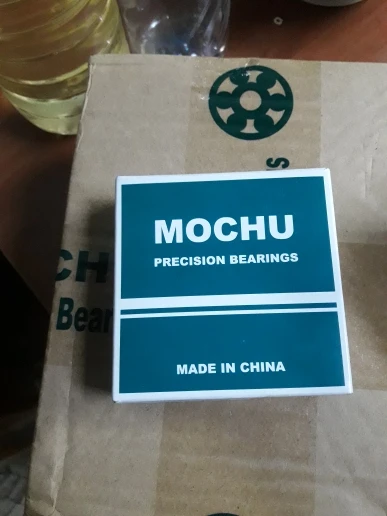 MOCHU
PRECISION BEARINGS
MADE IN CHINA
CH
Bear